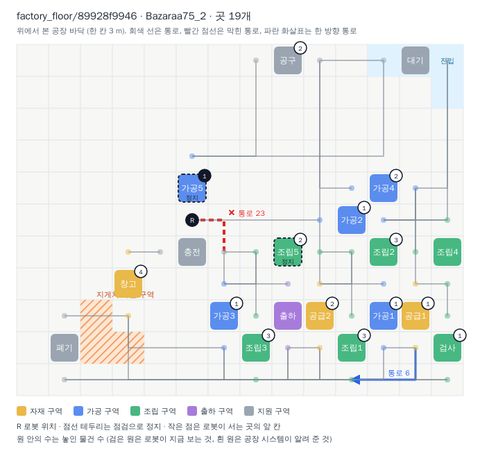 factory_floor/89928f9946 · Bazaraa75_2 · 곳 19개
위에서 본 공장 바닥 (한 칸 3 m). 회색 선은 통로, 빨간 점선은 막힌 통로, 파란 화살표는 한 방향 통로
공구 2
대기
진입
가공5 1
정지
가공4 2
R
통로 23
가공2 1
충전
조립5 2
정지
조립2 3
조립4
창고 4
지게차 구역
가공3 1
출하
공급2 2
가공1 1
공급1 1
폐기
조립3 3
조립1 3
검사 1
통로 6
자재 구역
가공 구역
조립 구역
출하 구역
지원 구역
R 로봇 위치 · 점선 테두리는 점검으로 정지 · 작은 점은 로봇이 서는 곳의 앞 칸
원 안의 수는 놓인 물건 수 (검은 원은 로봇이 지금 보는 것, 흰 원은 공장 시스템이 알려 준 것)